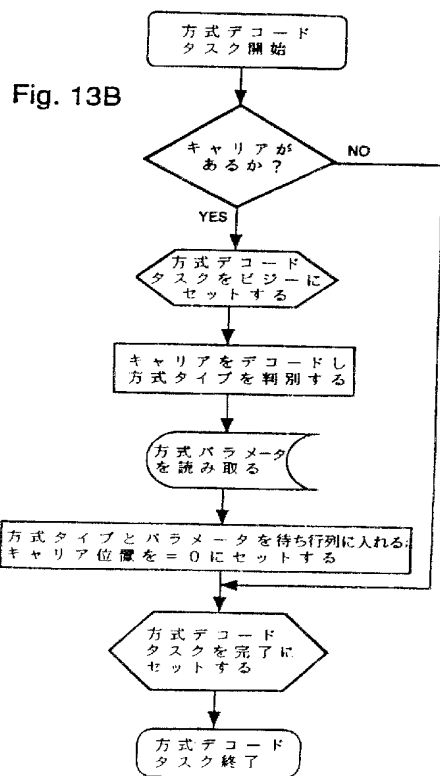 方式デコード
タスク開始
Fig. 13B
キャリアが
あるか?
NO
YES
方式デコード
タスクをビジーに
セットする
キャリアをデコードし
方式タイプを判別する
方式パラメータ
を読み取る
方式タイプとパラメータを待ち行列に入れる;
キャリア位置を=0にセットする
方式デコード
タスクを完了に
セットする
方式デコード
タスク終了